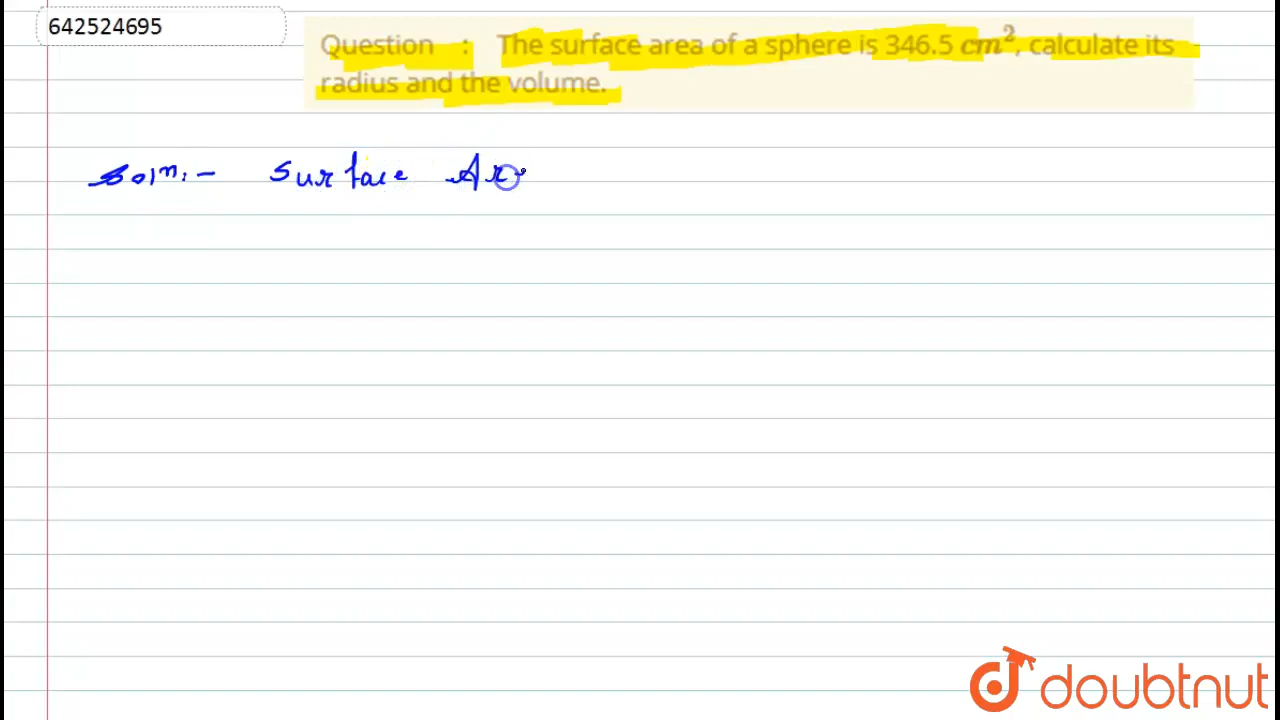 642524695
Question : The surface area of a sphere is 346.5 cm², calculate its
radius and the volume.
Soln:- Surface Ar
doubtnut